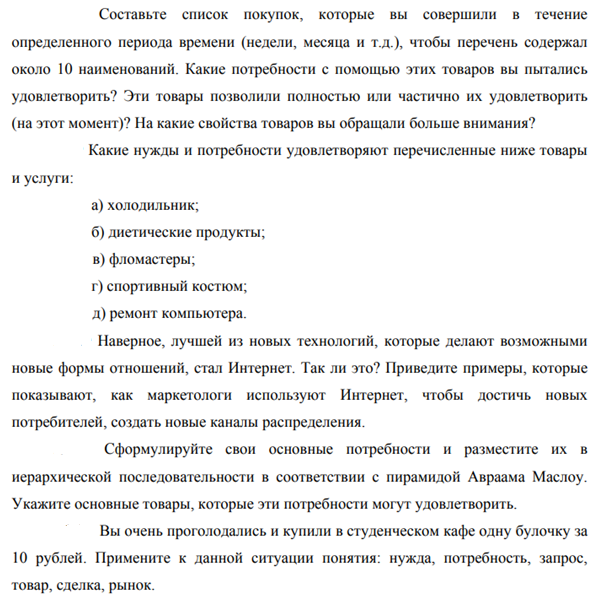 Составьте список покупок, которые вы совершили в течение
определенного периода времени (недели, месяца и т.д.), чтобы перечень содержал
около 10 наименований. Какие потребности с помощью этих товаров вы пытались
удовлетворить? Эти товары позволили полностью или частично их удовлетворить
(на этот момент)? На какие свойства товаров вы обращали больше внимания?
Какие нужды и потребности удовлетворяют перечисленные ниже товары
и услуги:
а) холодильник;
б) диетические продукты;
в) фломастеры;
г) спортивный костюм;
д) ремонт компьютера.
Наверное, лучшей из новых технологий, которые делают возможными
новые формы отношений, стал Интернет. Так ли это? Приведите примеры, которые
показывают, как маркетологи используют Интернет, чтобы достичь новых
потребителей, создать новые каналы распределения.
Сформулируйте свои основные потребности и разместите их в
иерархической последовательности в соответствии с пирамидой Авраама Маслоу.
Укажите основные товары, которые эти потребности могут удовлетворить.
Вы очень проголодались и купили в студенческом кафе одну булочку за
10 рублей. Примените к данной ситуации понятия: нужда, потребность, запрос,
товар, сделка, рынок.